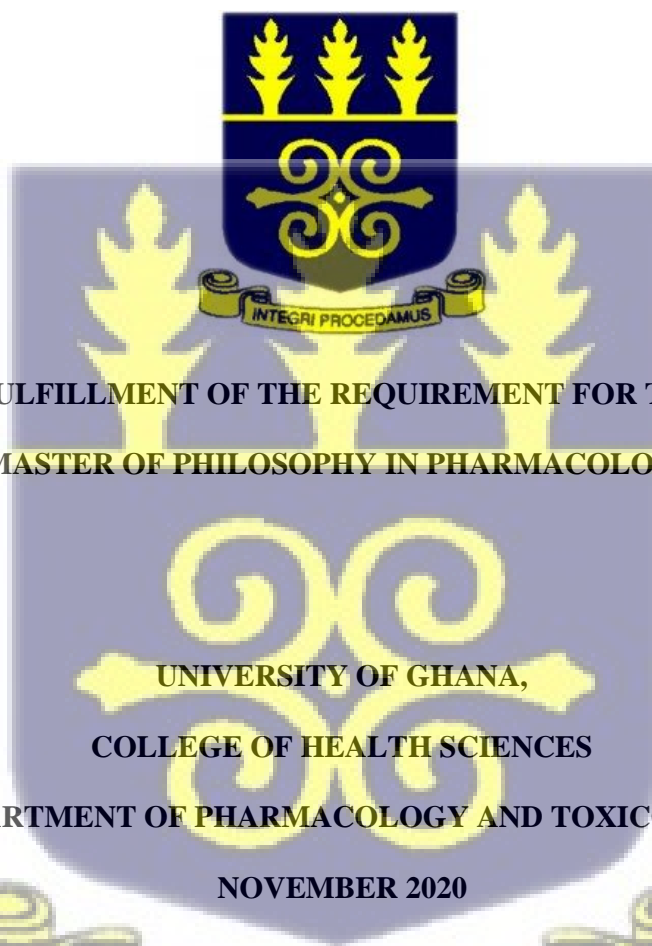 INTEGRI PROCEDAMUS
ULFILLMENT OF THE REQUIREMENT FOR T
MASTER OF PHILOSOPHY IN PHARMACOLO
UNIVERSITY OF GHANA,
COLLEGE OF HEALTH SCIENCES
ARTMENT OF PHARMACOLOGY AND TOXIC
NOVEMBER 2020